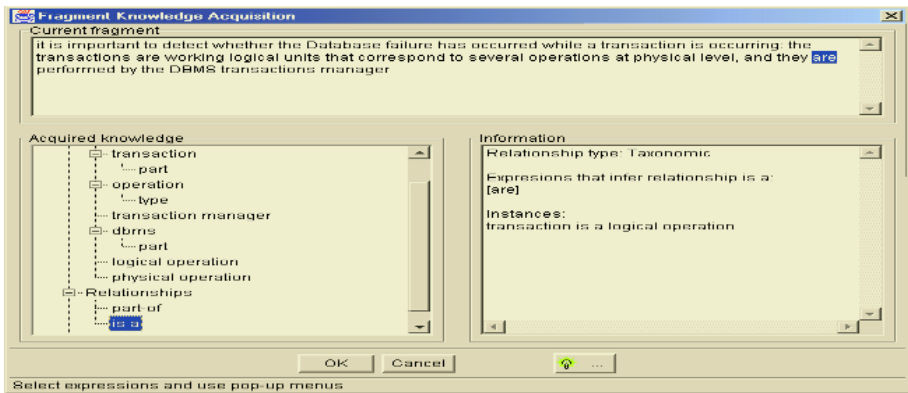 Fragment Knowledge Acquisition
Current fragment
it is important to detect whether the Database failure has occurred while a transaction is occurring: the
transactions are working logical units that correspond to several operations at physical level, and they are
performed by the DBMS transactions manager
Acquired knowledge
transaction
part
operation
type
transaction manager
dbms
part
logical operation
physical operation
Relationships
part-of
is a
Information
Relationship type: Taxonomic
Expresions that infer relationship is a:
[are]
Instances:
transaction is a logical operation
OK
Cancel
...
Select expressions and use pop-up menus